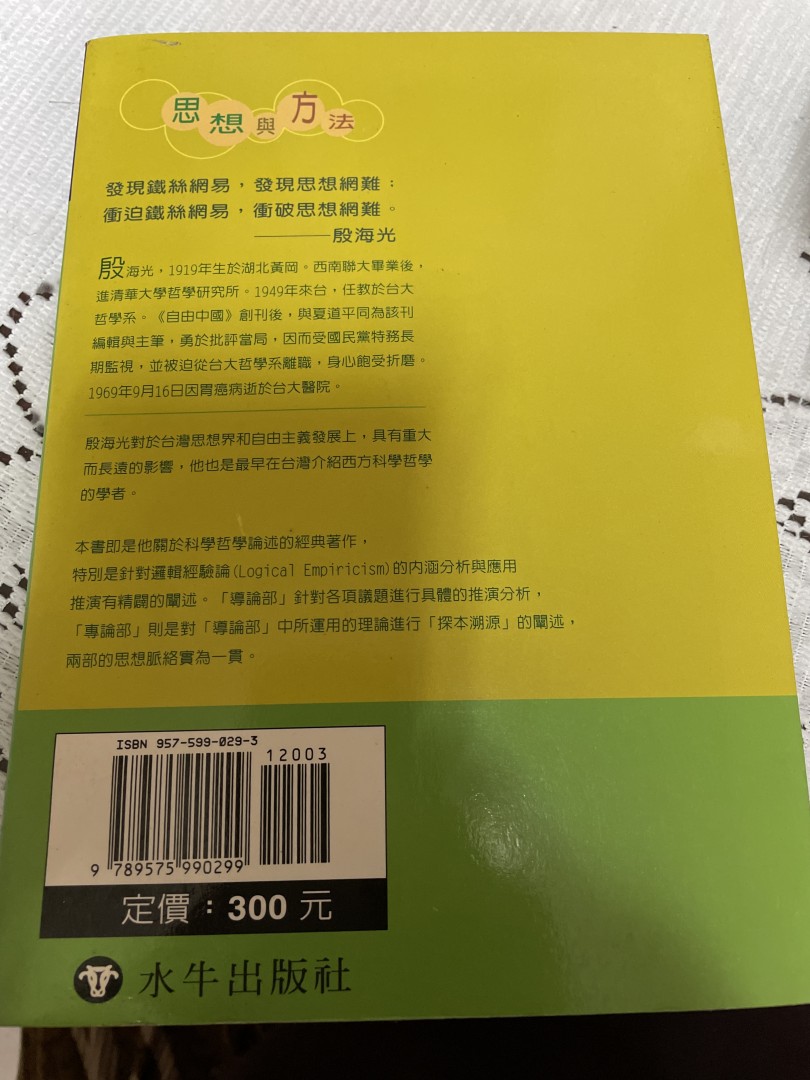 思想與方法
發現鐵絲網易，發現思想網難；
衝迫鐵絲網易，衝破思想網難。
————殷海光
殷海光，1919年生於湖北黃岡。西南聯大畢業後，
進清華大學哲學研究所。1949年來台，任教於台大
哲學系。《自由中國》創刊後，與夏道平同為該刊
編輯與主筆，勇於批評當局，因而受國民黨特務長
期監視，並被迫從台大哲學系離職，身心飽受折磨。
1969年9月16日因胃癌病逝於台大醫院。
殷海光對於台灣思想界和自由主義發展上，具有重大
而長遠的影響，他也是最早在台灣介紹西方科學哲學
的學者。
本書即是他關於科學哲學論述的經典著作，
特別是針對邏輯經驗論(Logical Empiricism)的內涵分析與應用
推演有精闢的闡述。「導論部」針對各項議題進行具體的推演分析，
「專論部」則是對「導論部」中所運用的理論進行「探本溯源」的闡述，
兩部的思想脈絡實為一貫。
ISBN 957-599-029-3
12003
9 789575 990299
定價：300 元
水牛出版社